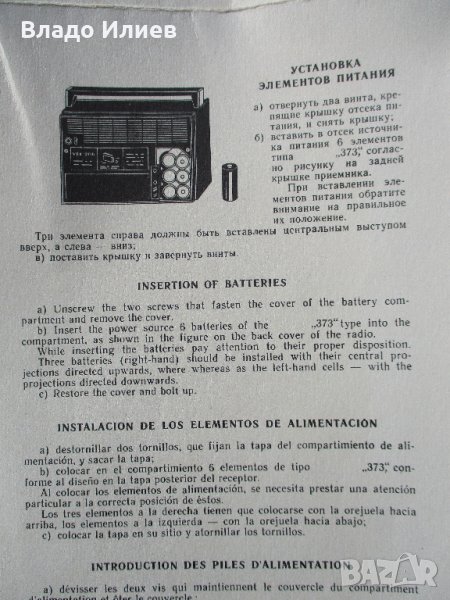 Владо Илиев
УСТАНОВКА
ЭЛЕМЕНТОВ ПИТАНИЯ
а) отвернуть два винта, кре-
пящие крышку отсека пи-
тания, и снять крышку;
б) вставить в отсек источни-
ка питания 6 элементов
типа „373,“ соглас-
но рисунку на задней
крышке приемника.
При вставлении эле-
ментов питания обратите
внимание на правильное
их положение.
Три элемента справа должны быть вставлены центральным выступом
вверх, а слева — вниз;
в) поставить крышку и завернуть винты.
INSERTION OF BATTERIES
a) Unscrew the two screws that fasten the cover of the battery com-
partment and remove the cover.
b) Insert the power source 6 batteries of the „373“ type into the
compartment, as shown in the figure on the back cover of the radio.
While inserting the batteries pay attention to their proper disposition.
Three batteries (right-hand) should be installed with their central pro-
jections directed upwards, where whereas as the left-hand cells — with the
projections directed downwards.
c) Restore the cover and bolt up.
INSTALACION DE LOS ELEMENTOS DE ALIMENTACIÓN
a) destornillar dos tornillos, que fijan la tapa del compartimiento de ali-
mentación, y sacar la tapa;
b) colocar en el compartimiento 6 elementos de tipo „373,“ con-
forme al diseño en la tapa posterior del receptor.
Al colocar los elementos de alimentación, se necesita prestar una atención
particular a la correcta posición de éstos.
Los tres elementos a la derecha tienen que colocarse con la orejuela hacia
arriba, los elementos a la izquierda — con la orejuela hacia abajo;
c) colocar la tapa en su sitio y atornillar los tornillos.
INTRODUCTION DES PILES D'ALIMENTATION
a) dévisser les deux vis qui maintiennent le couvercle du compartiment
d'alimentation et ôter le couvercle;
BAZAR